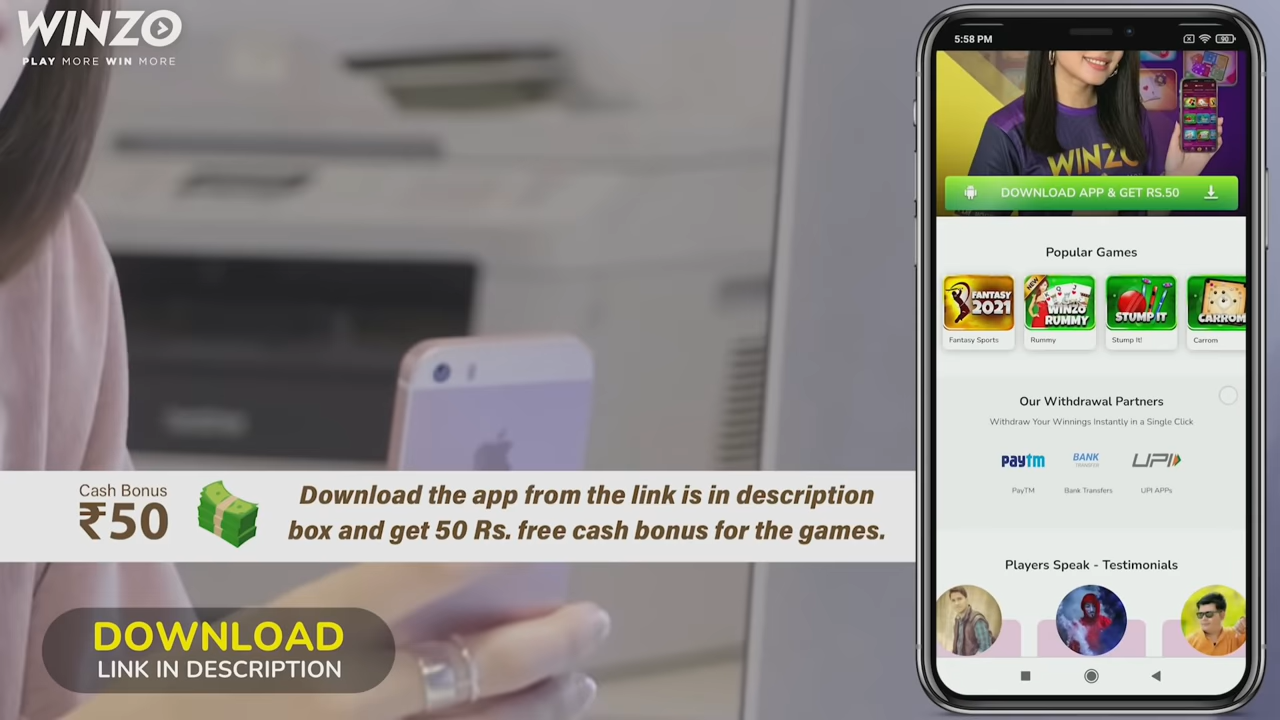 WINZO
PLAY MORE WIN MORE
Cash Bonus
₹50
Download the app from the link is in description
box and get 50 Rs. free cash bonus for the games.
DOWNLOAD
LINK IN DESCRIPTION
5:58 PM
90
WINZO
DOWNLOAD APP & GET RS.50
Popular Games
FANTASY
2021
NEW
WINZO
RUMMY
STUMP IT
CARROM
Fantasy Sports
Rummy
Stump It!
Carrom
Our Withdrawal Partners
Withdraw Your Winnings Instantly in a Single Click
paytm
BANK
TRANSFER
UPI
PayTM
Bank Transfers
UPI APPs
Players Speak - Testimonials